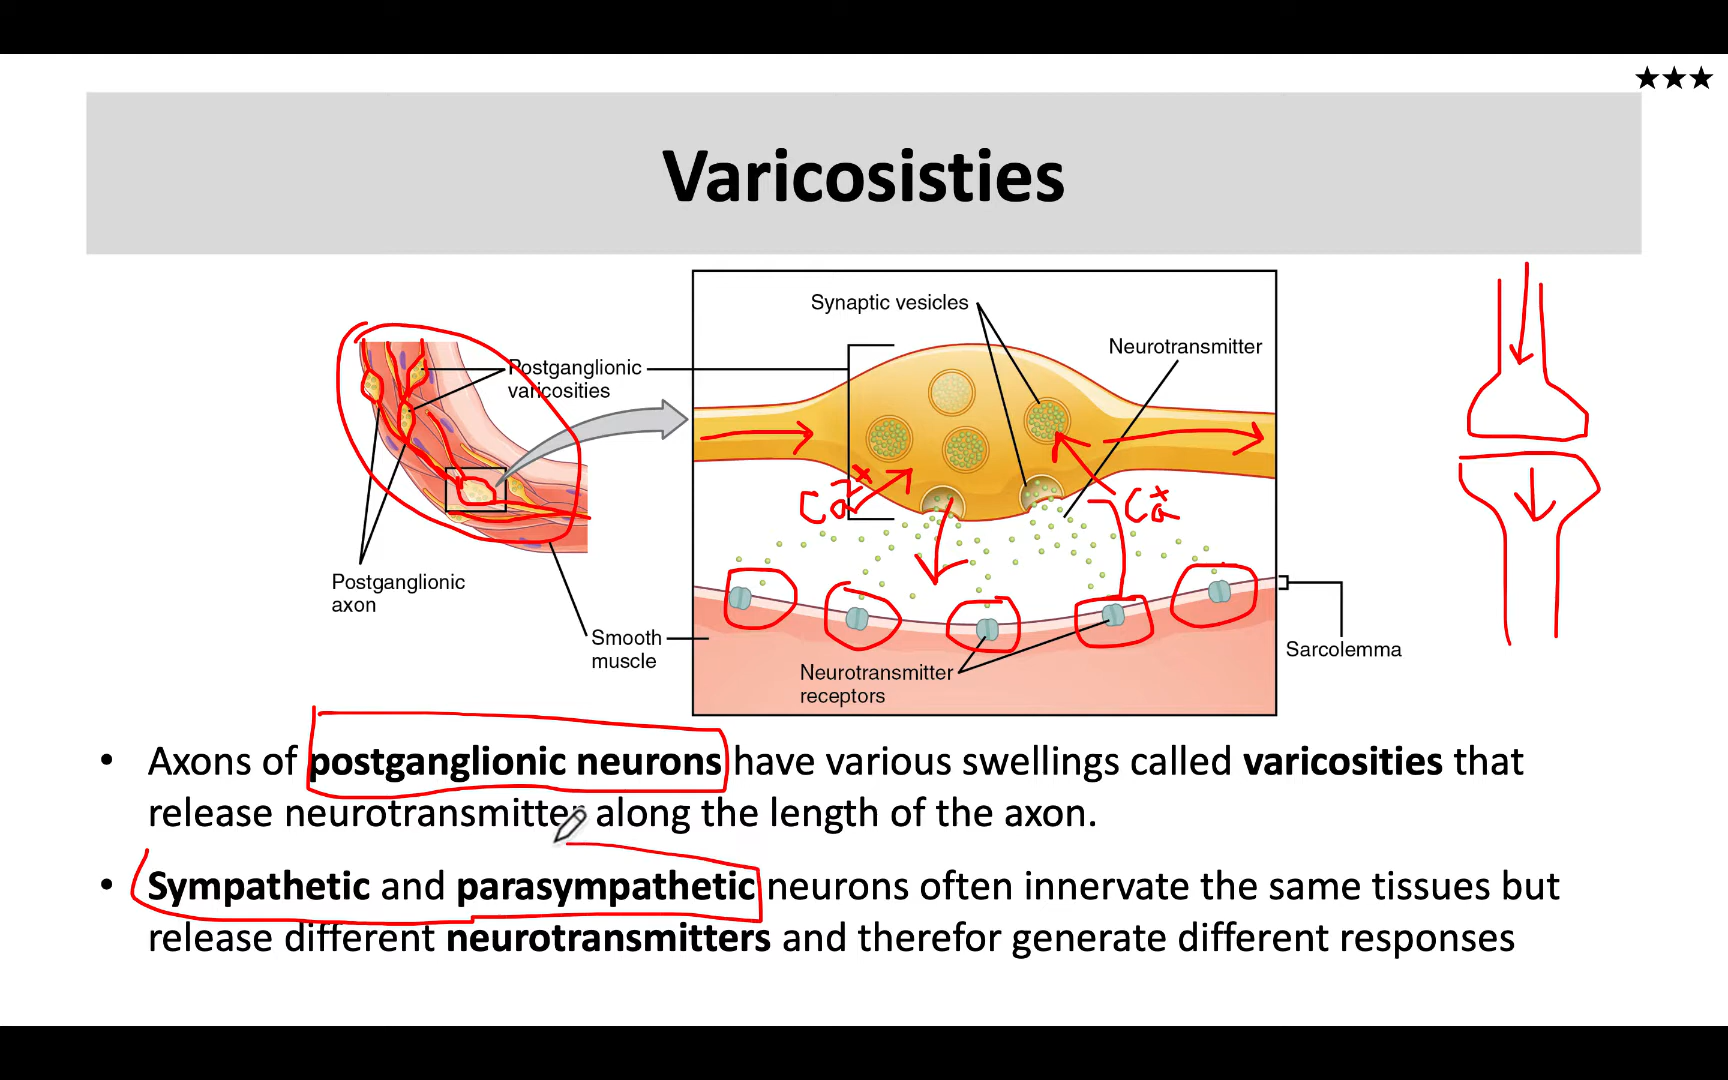 ★★★
Varicosisties
Synaptic vesicles
Neurotransmitter
Postganglionic
varicosities
Ca2+
Ca+
Postganglionic
axon
Smooth
muscle
Sarcolemma
Neurotransmitter
receptors
• Axons of postganglionic neurons have various swellings called varicosities that
release neurotransmitter along the length of the axon.
• Sympathetic and parasympathetic neurons often innervate the same tissues but
release different neurotransmitters and therefor generate different responses